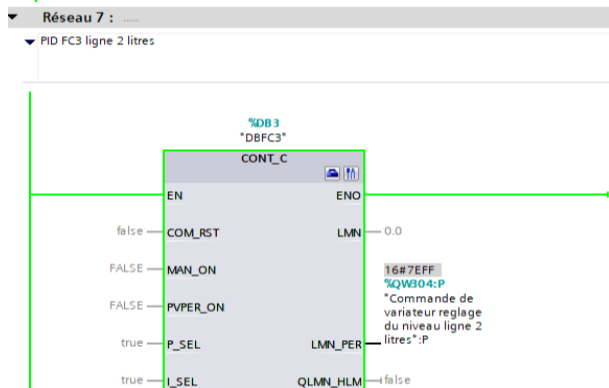 Réseau 7 : .....
PID FC3 ligne 2 litres
%DB3
"DBFC3"
CONT_C
EN ENO
false COM_RST LMN 0.0
FALSE MAN_ON
16#7EFF
%QW304:P
"Commande de
variateur reglage
du niveau ligne 2
litres":P
FALSE PVPER_ON
true P_SEL LMN_PER
true I_SEL QLMN_HLM false